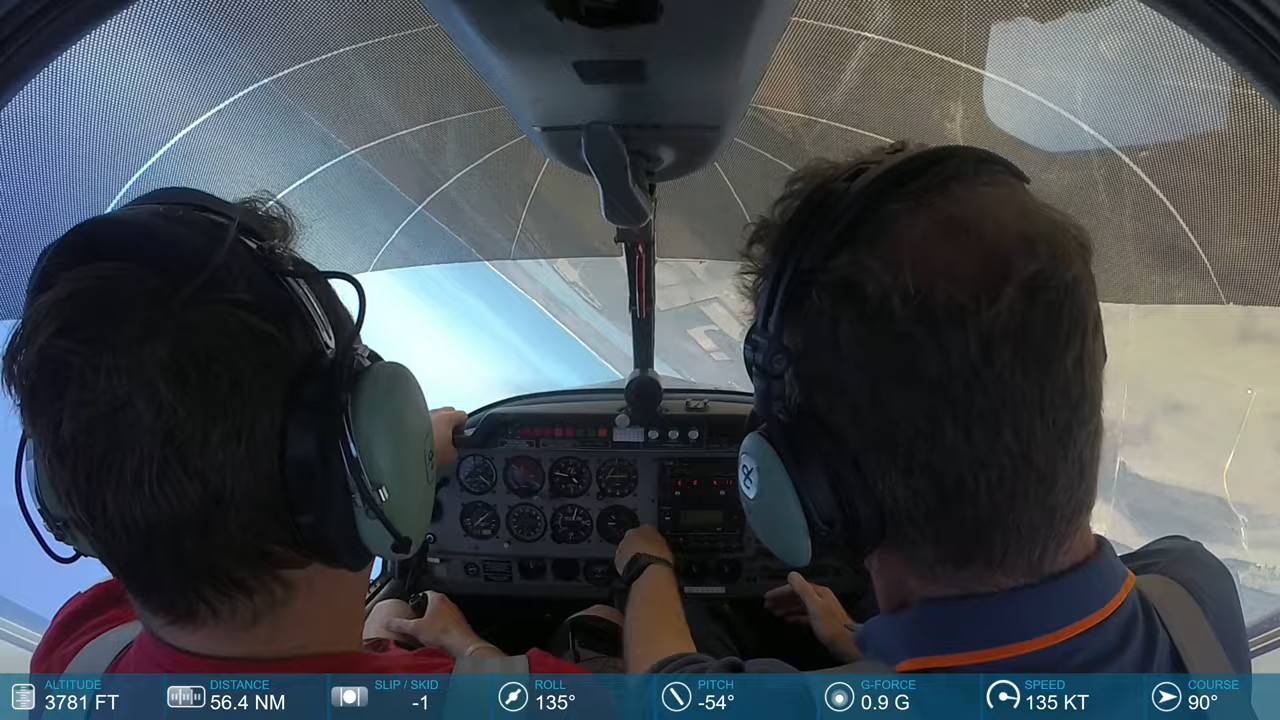 ALTITUDE
3781 FT
DISTANCE
56.4 NM
SLIP / SKID
-1
ROLL
135°
PITCH
-54°
G-FORCE
0.9 G
SPEED
135 KT
COURSE
90°